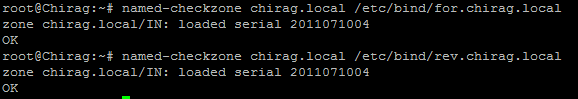 root@Chirag:~# named-checkzone chirag.local /etc/bind/for.chirag.local
zone chirag.local/IN: loaded serial 2011071004
OK
root@Chirag:~# named-checkzone chirag.local /etc/bind/rev.chirag.local
zone chirag.local/IN: loaded serial 2011071004
OK